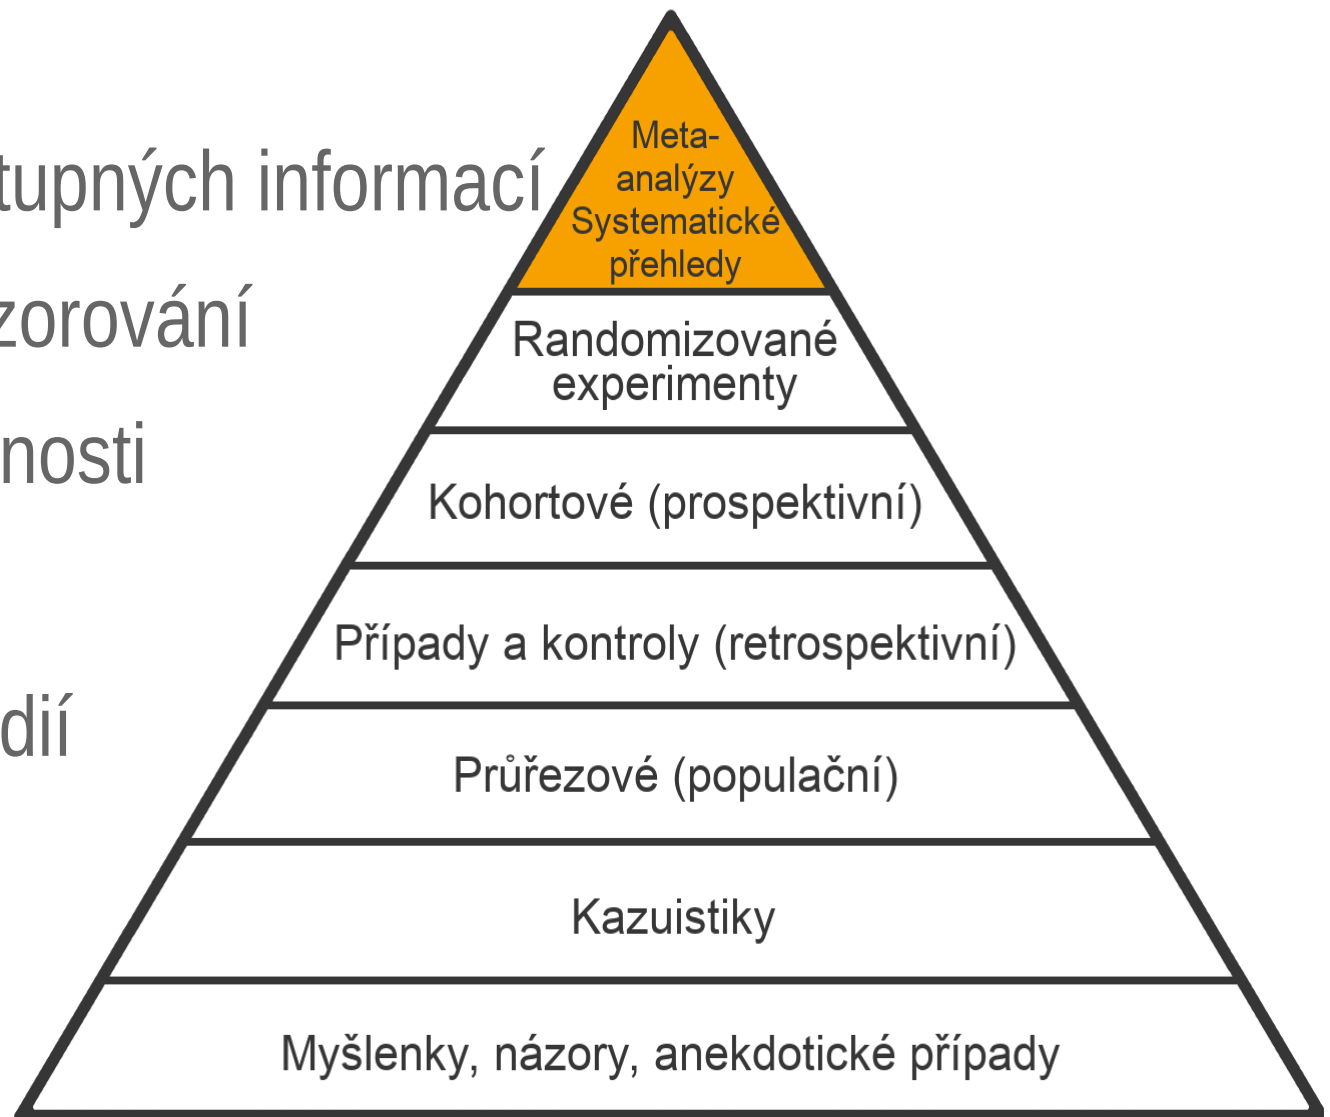 tupných informací
zorování
nosti
dií
Meta-
analýzy
Systematické
přehledy
Randomizované
experimenty
Kohortové (prospektivní)
Případy a kontroly (retrospektivní)
Průřezové (populační)
Kazuistiky
Myšlenky, názory, anekdotické případy